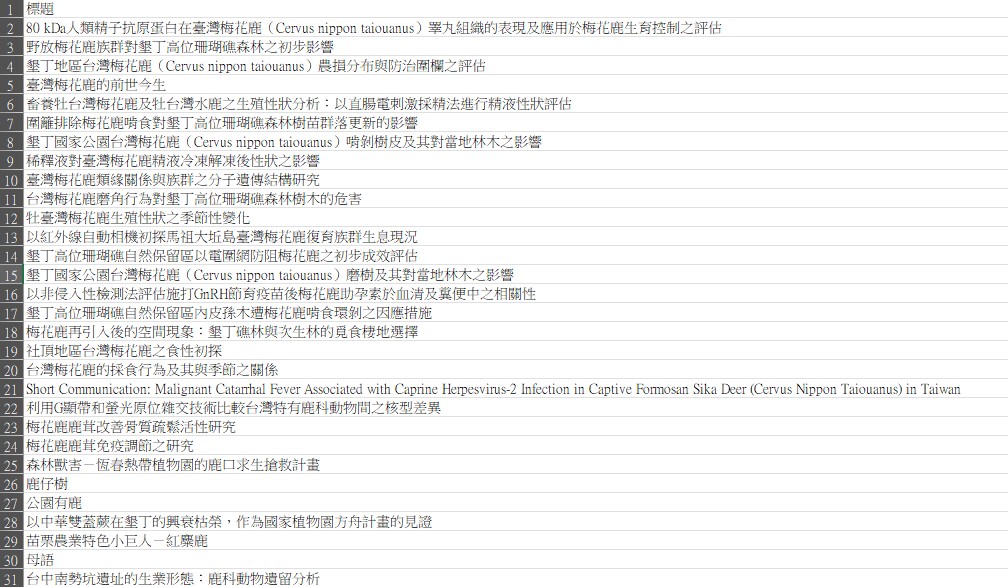 1 標題
2 80 kDa人類精子抗原蛋白在臺灣梅花鹿（Cervus nippon taiouanus）睪丸組織的表現及應用於梅花鹿生育控制之評估
3 野放梅花鹿族群對墾丁高位珊瑚礁森林之初步影響
4 墾丁地區台灣梅花鹿（Cervus nippon taiouanus）農損分布與防治圍欄之評估
5 臺灣梅花鹿的前世今生
6 畜養牡台灣梅花鹿及牡台灣水鹿之生殖性狀分析：以直腸電刺激採精法進行精液性狀評估
7 圍籬排除梅花鹿啃食對墾丁高位珊瑚礁森林樹苗群落更新的影響
8 墾丁國家公園台灣梅花鹿（Cervus nippon taiouanus）啃剝樹皮及其對當地林木之影響
9 稀釋液對臺灣梅花鹿精液冷凍解凍後性狀之影響
10 臺灣梅花鹿類緣關係與族群之分子遺傳結構研究
11 台灣梅花鹿磨角行為對墾丁高位珊瑚礁森林樹木的危害
12 牡臺灣梅花鹿生殖性狀之季節性變化
13 以紅外線自動相機初探馬祖大坵島臺灣梅花鹿復育族群生息現況
14 墾丁高位珊瑚礁自然保留區以電圍網防阻梅花鹿之初步成效評估
15 墾丁國家公園台灣梅花鹿（Cervus nippon taiouanus）磨樹及其對當地林木之影響
16 以非侵入性檢測法評估施打GnRH節育疫苗後梅花鹿助孕素於血清及糞便中之相關性
17 墾丁高位珊瑚礁自然保留區內皮孫木遭梅花鹿啃食環剝之因應措施
18 梅花鹿再引入後的空間現象：墾丁礁林與次生林的覓食棲地選擇
19 社頂地區台灣梅花鹿之食性初探
20 台灣梅花鹿的採食行為及其與季節之關係
21 Short Communication: Malignant Catarrhal Fever Associated with Caprine Herpesvirus-2 Infection in Captive Formosan Sika Deer (Cervus Nippon Taiouanus) in Taiwan
22 利用G顯帶和螢光原位雜交技術比較台灣特有鹿科動物間之核型差異
23 梅花鹿鹿茸改善骨質疏鬆活性研究
24 梅花鹿鹿茸免疫調節之研究
25 森林獸害－恆春熱帶植物園的鹿口求生搶救計畫
26 鹿仔樹
27 公園有鹿
28 以中華雙蓋蕨在墾丁的興衰枯榮，作為國家植物園方舟計畫的見證
29 苗栗農業特色小巨人－紅麋鹿
30 母語
31 台中南勢坑遺址的生業形態：鹿科動物遺留分析